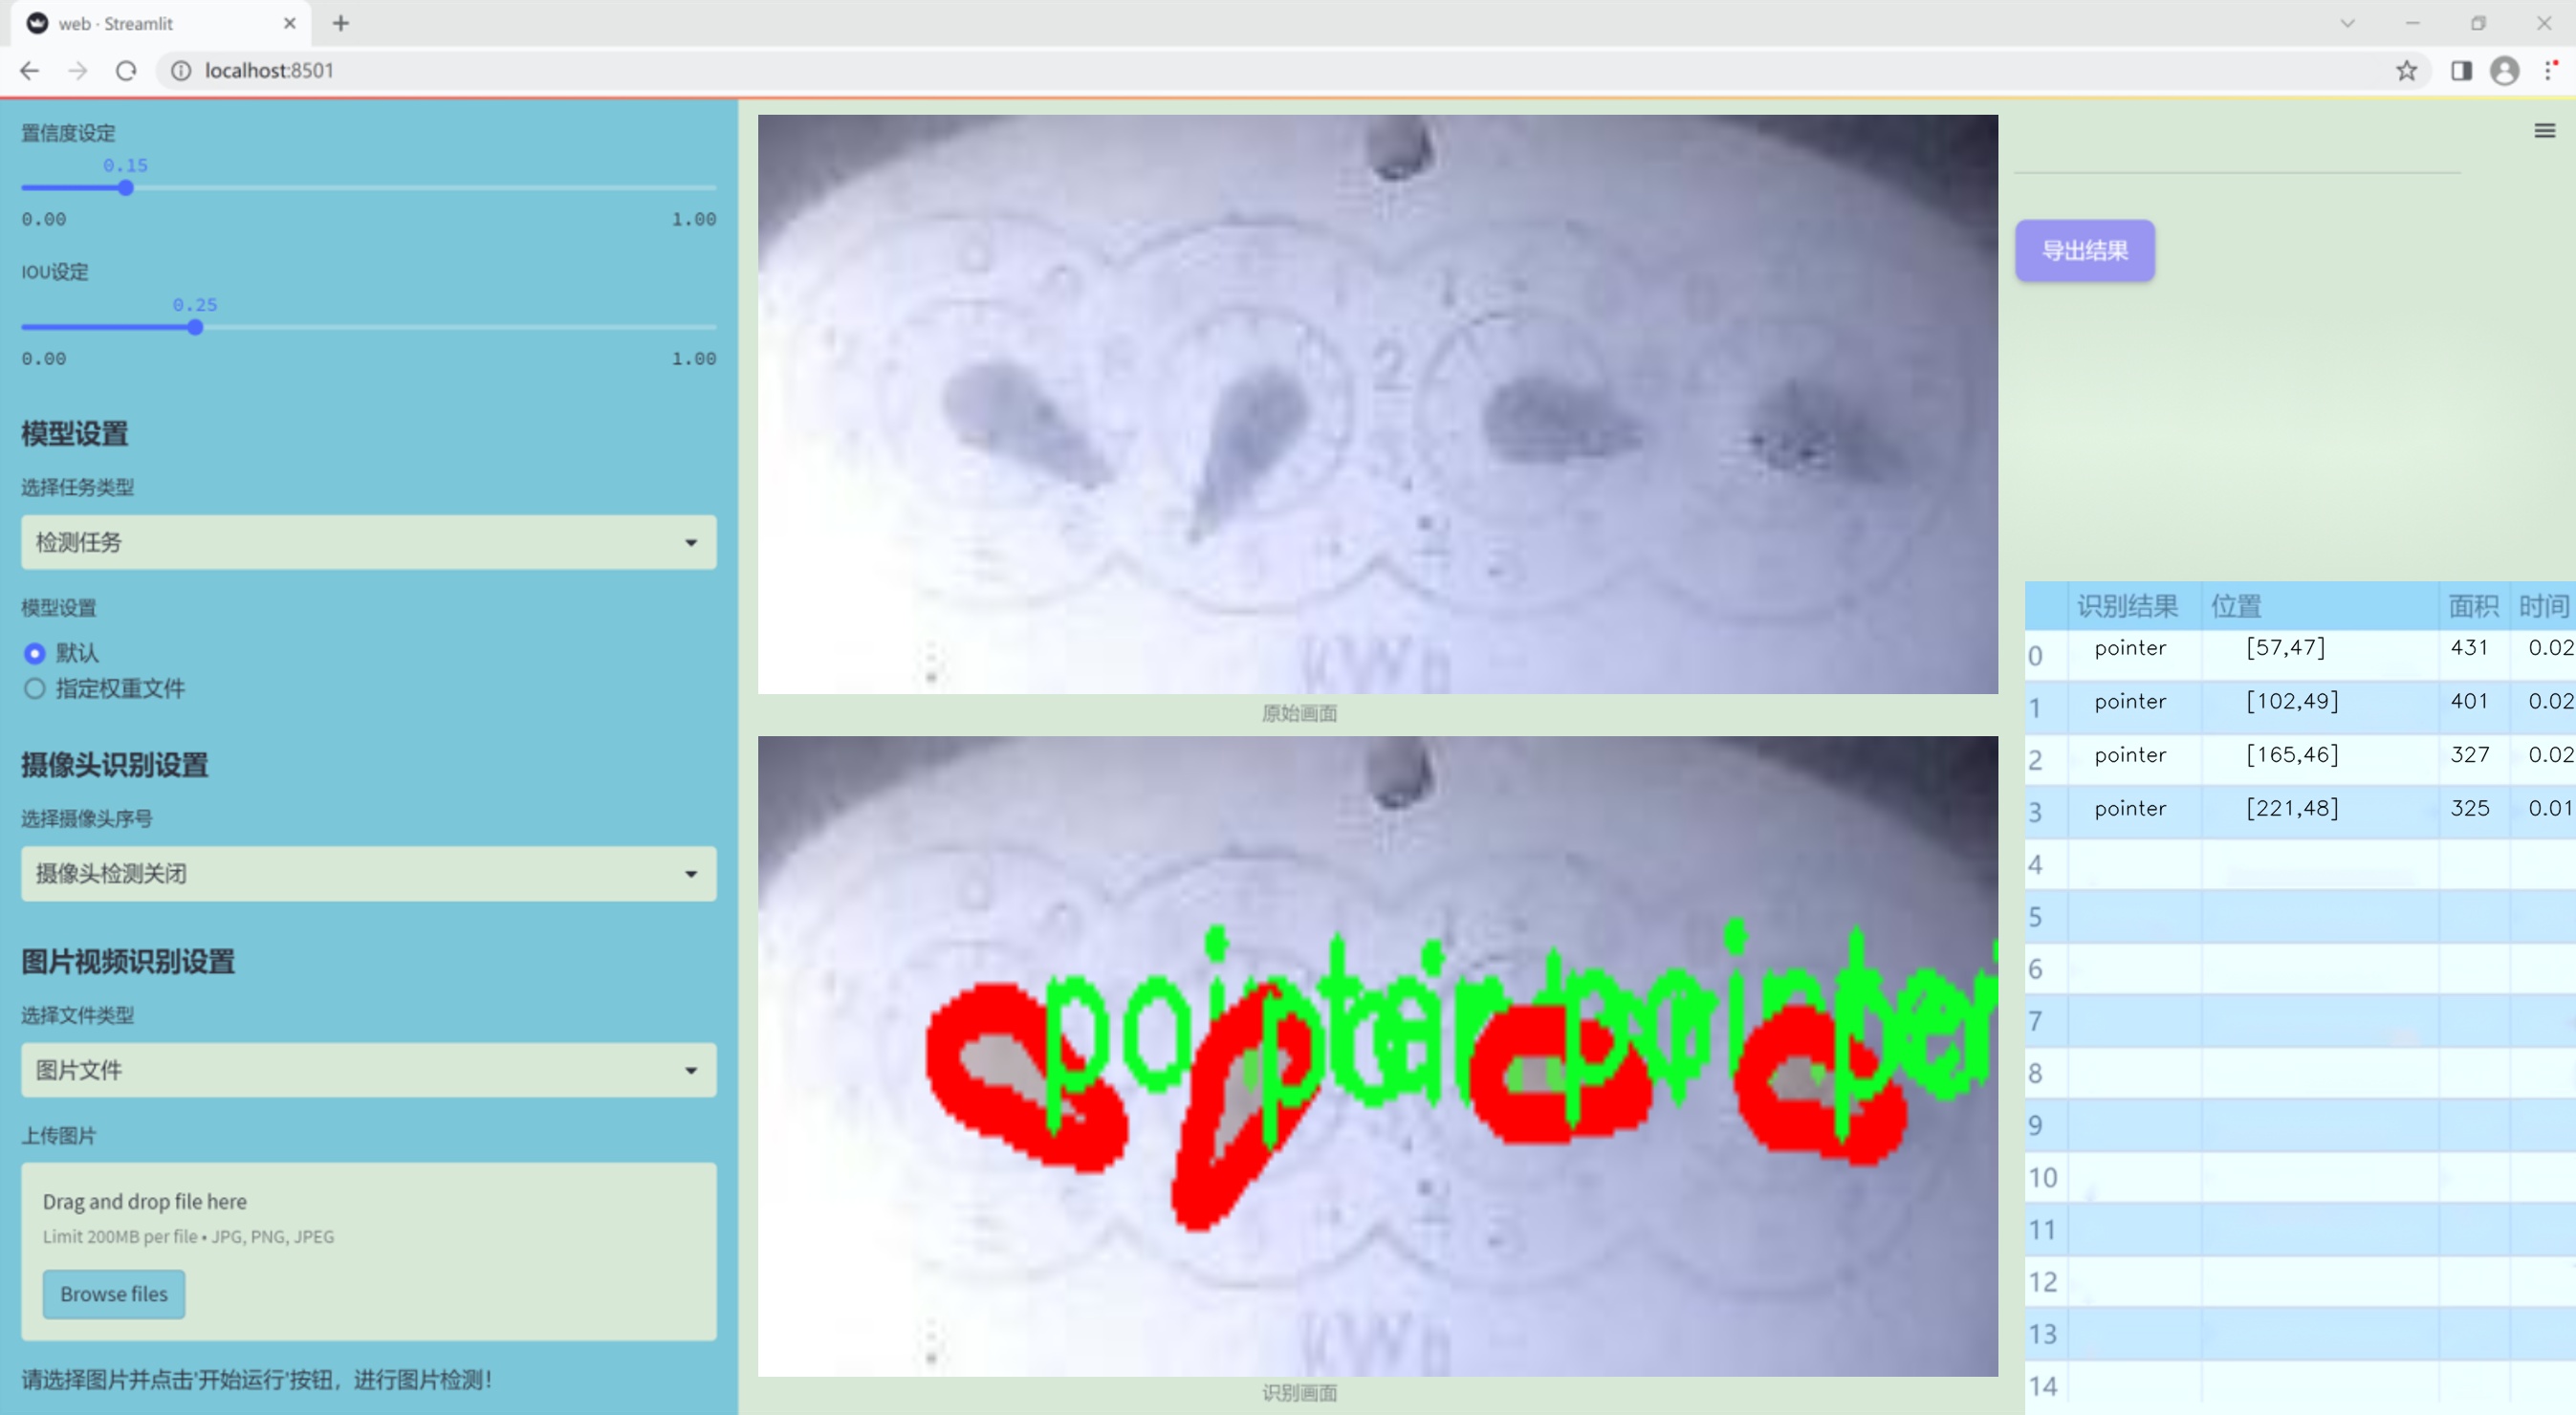 web · Streamlit
localhost:8501
置信度设定
0.15
0.00 1.00
IOU设定
0.25
0.00 1.00
模型设置
选择任务类型
检测任务
模型设置
默认
指定权重文件
摄像头识别设置
选择摄像头序号
摄像头检测关闭
图片视频识别设置
选择文件类型
图片文件
上传图片
Drag and drop file here
Limit 200MB per file • JPG, PNG, JPEG
Browse files
请选择图片并点击'开始运行'按钮，进行图片检测!
2
kWh
原始画面
pointer
pointer
pointer
pointer
kWh
识别画面
导出结果
识别结果 位置 面积 时间
0 pointer [57,47] 431 0.02
1 pointer [102,49] 401 0.02
2 pointer [165,46] 327 0.02
3 pointer [221,48] 325 0.01
4
5
6
7
8
9
10
11
12
13
14